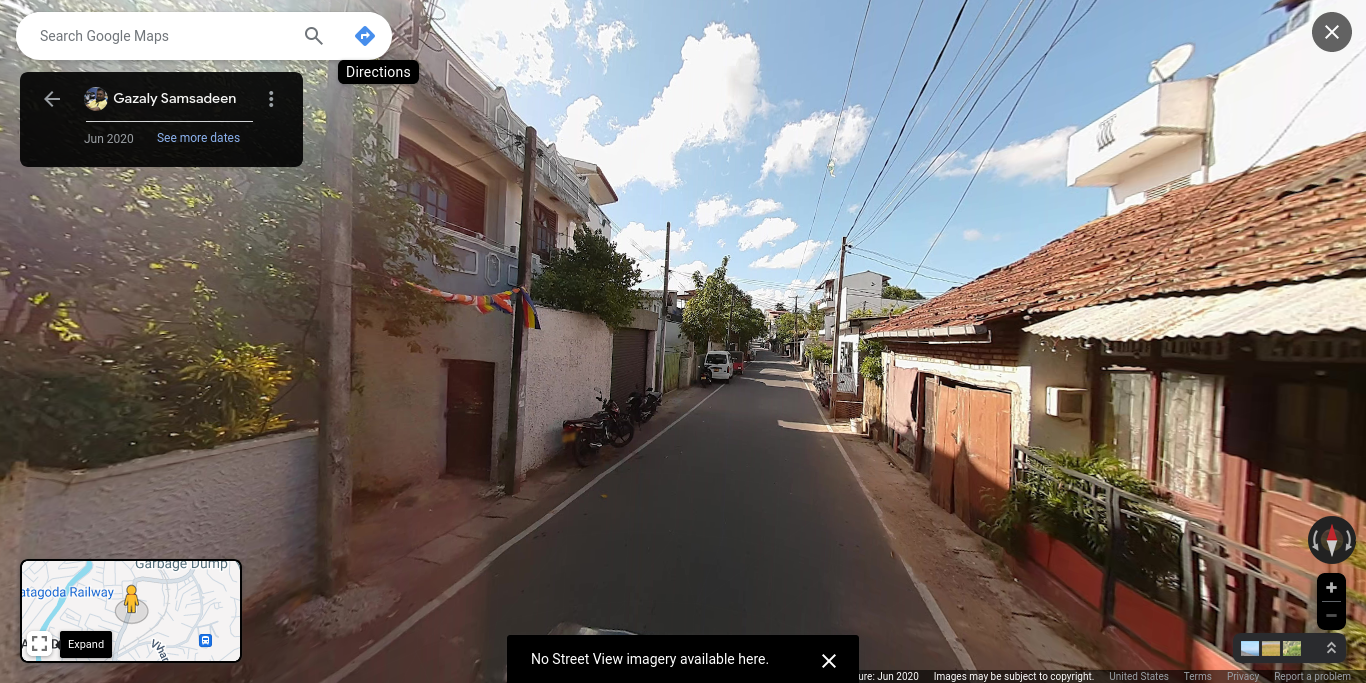 Search Google Maps
Directions
Gazaly Samsadeen
Jun 2020
See more dates
Garbage Dump
atagoda Railway
Expand
No Street View imagery available here.
ure: Jun 2020
Images may be subject to copyright.
United States
Terms
Privacy
Report a problem